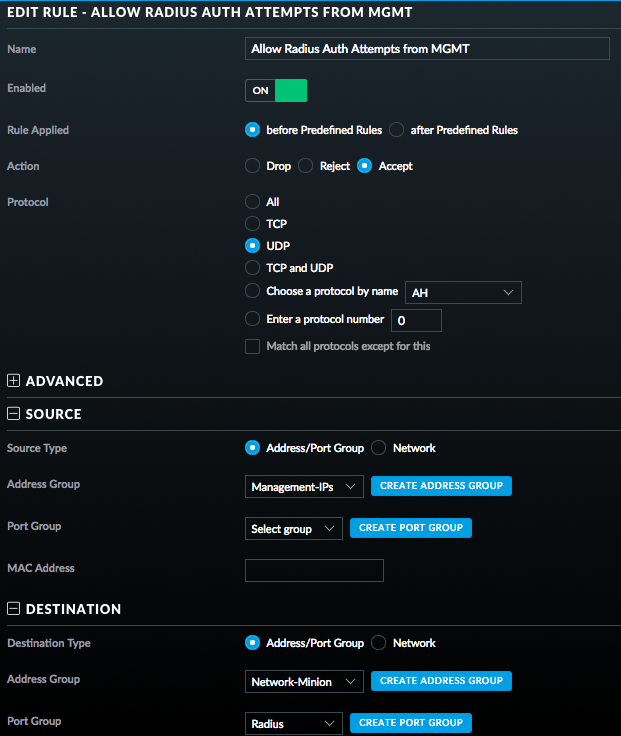 EDIT RULE - ALLOW RADIUS AUTH ATTEMPTS FROM MGMT
Name Allow Radius Auth Attempts from MGMT
Enabled ON
Rule Applied before Predefined Rules after Predefined Rules
Action Drop Reject Accept
Protocol All
TCP
UDP
TCP and UDP
Choose a protocol by name AH
Enter a protocol number 0
Match all protocols except for this
ADVANCED
SOURCE
Source Type Address/Port Group Network
Address Group Management-IPs CREATE ADDRESS GROUP
Port Group Select group CREATE PORT GROUP
MAC Address
DESTINATION
Destination Type Address/Port Group Network
Address Group Network-Minion CREATE ADDRESS GROUP
Port Group Radius CREATE PORT GROUP